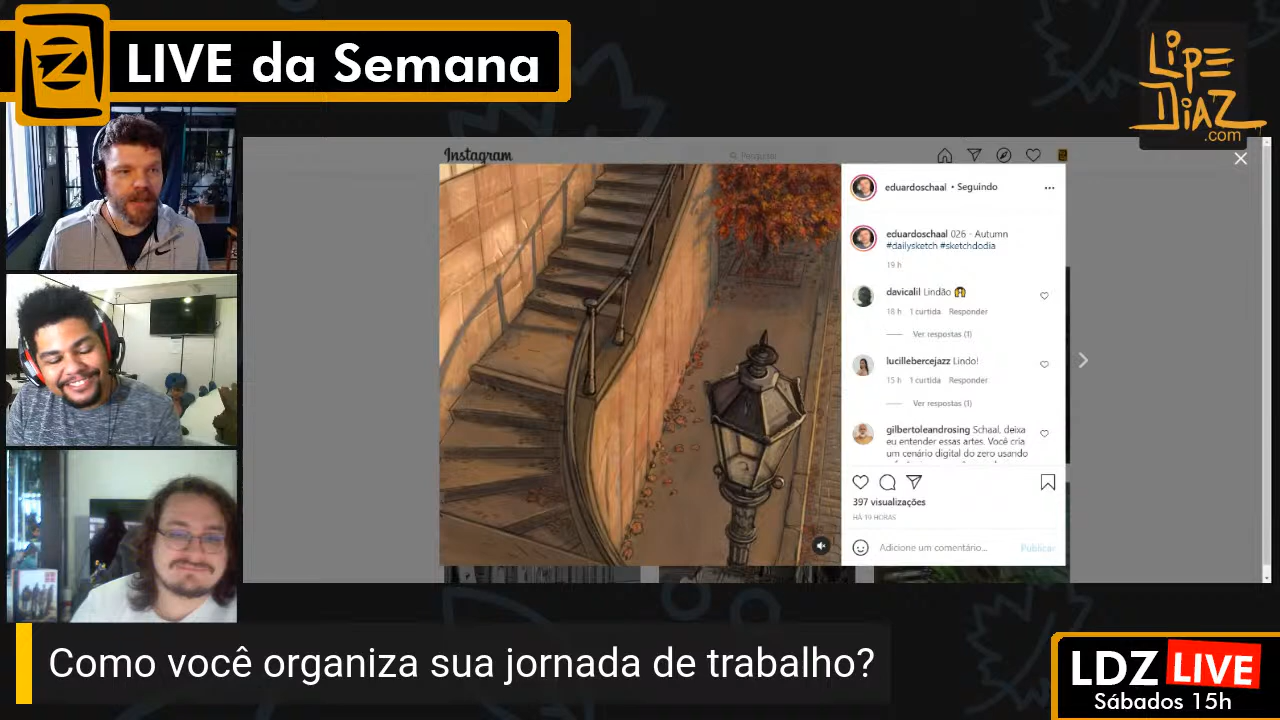 LIVE da Semana
LIPE
DIAZ
.com
Instagram
Pesquisar
eduardoschaal • Seguindo
eduardoschaal 026 - Autumn
#dailysketch #sketchdodia
19 h
davicalil Lindão
18 h 1 curtida Responder
Ver respostas (1)
lucillebercejazz Lindo!
15 h 1 curtida Responder
Ver respostas (1)
gilbertoleandrosing Schaal, deixa
eu entender essas artes. Você cria
um cenário digital do zero usando
397 visualizações
HÁ 19 HORAS
Adicione um comentário...
Publicar
Como você organiza sua jornada de trabalho?
LDZ LIVE
Sábados 15h